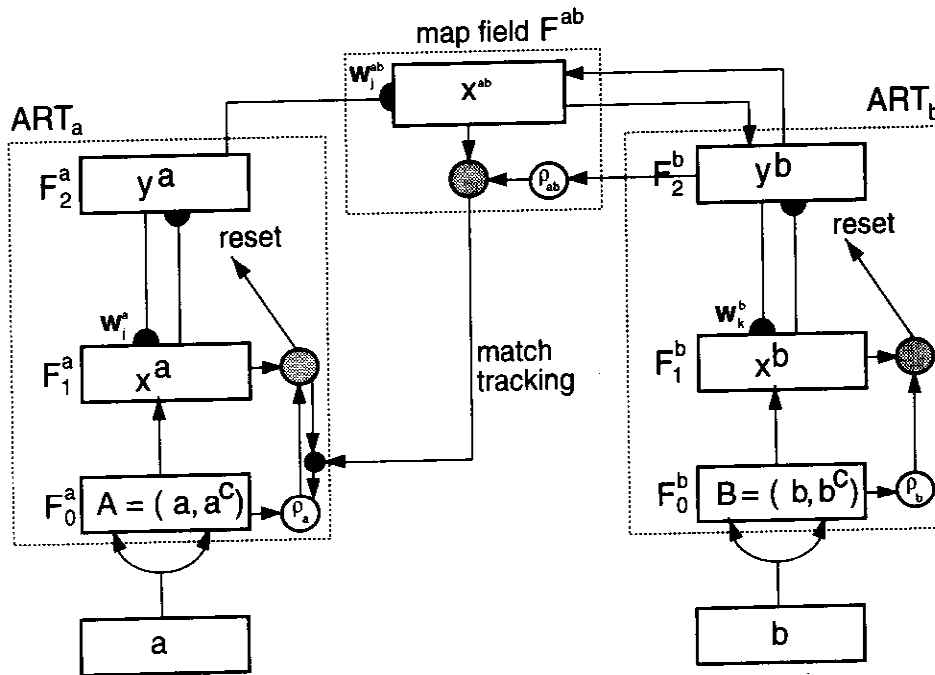 map field F^ab
w_j^ab
x^ab
ρ_ab
ART_a
F_2^a
y^a
reset
w_j^a
F_1^a
x^a
F_0^a
A = ( a, a^c)
ρ_a
a
match
tracking
ART_b
F_2^b
y^b
reset
w_k^b
F_1^b
x^b
F_0^b
B = ( b, b^c)
ρ_b
b